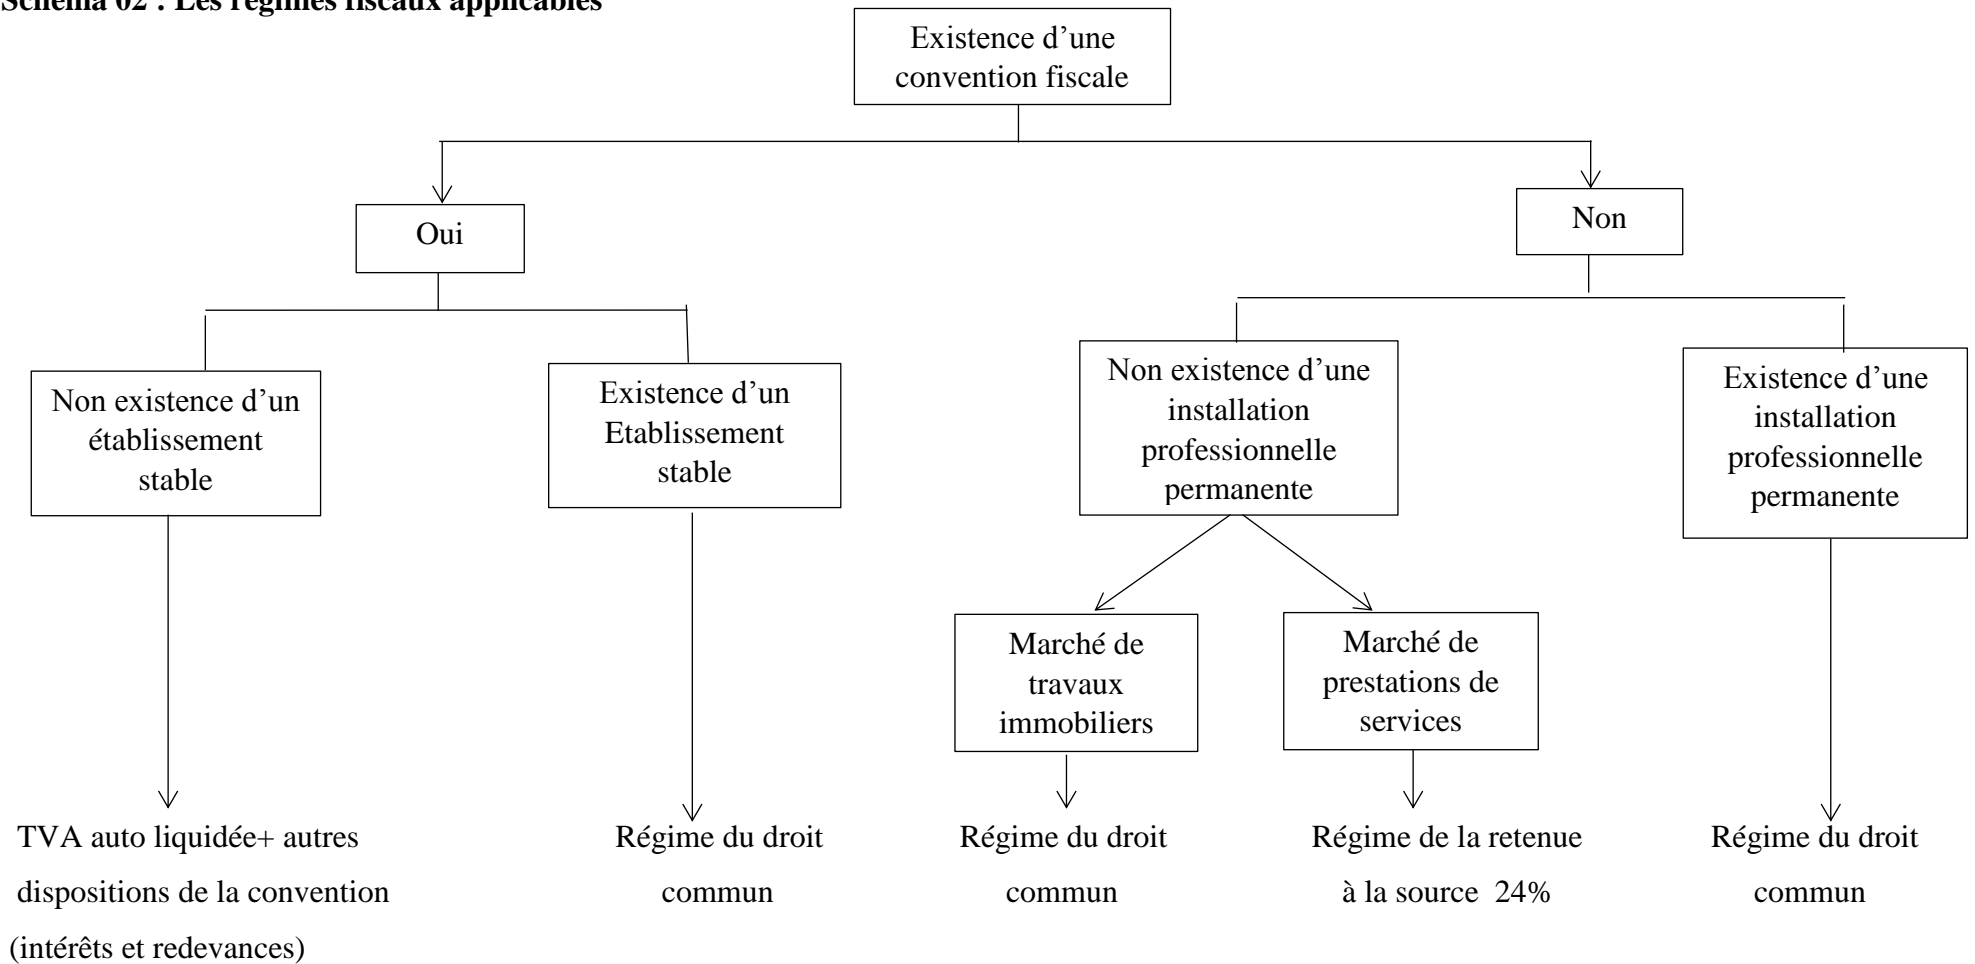 Schéma 02 : Les régimes fiscaux applicables
Existence d’une
convention fiscale
Oui
Non
Non existence d’un
établissement
stable
Existence d’un
Etablissement
stable
Non existence d’une
installation
professionnelle
permanente
Existence d’une
installation
professionnelle
permanente
Marché de
travaux
immobiliers
Marché de
prestations de
services
TVA auto liquidée+ autres
dispositions de la convention
(intérêts et redevances)
Régime du droit
commun
Régime du droit
commun
Régime de la retenue
à la source 24%
Régime du droit
commun